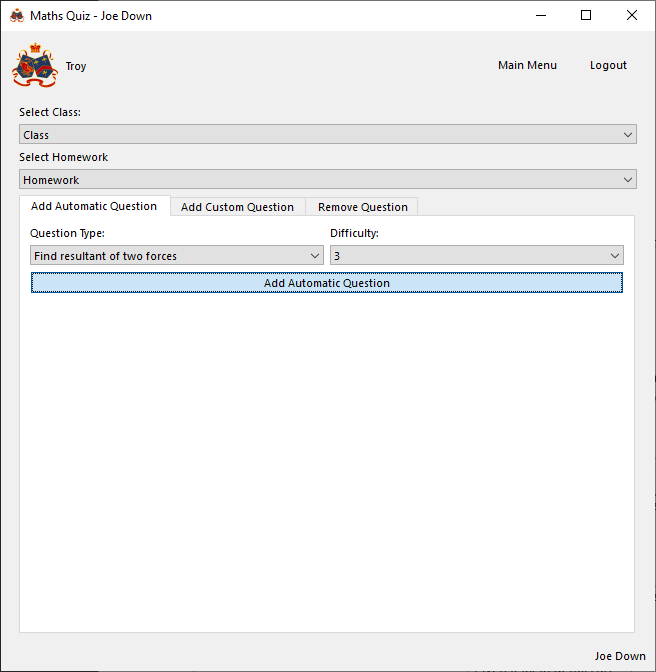 Maths Quiz - Joe Down
Troy
Main Menu
Logout
Select Class:
Class
Select Homework
Homework
Add Automatic Question
Add Custom Question
Remove Question
Question Type:
Difficulty:
Find resultant of two forces
3
Add Automatic Question
Joe Down